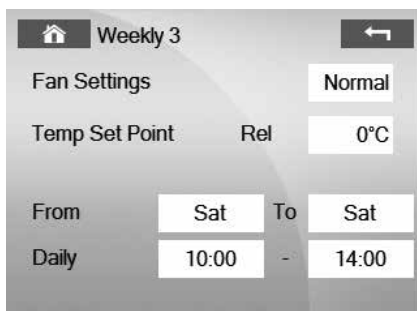 Weekly 3
Fan Settings Normal
Temp Set Point Rel 0°C
From Sat To Sat
Daily 10:00 - 14:00